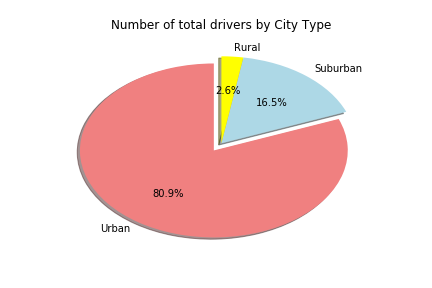 Number of total drivers by City Type
Rural
Suburban
2.6%
16.5%
80.9%
Urban